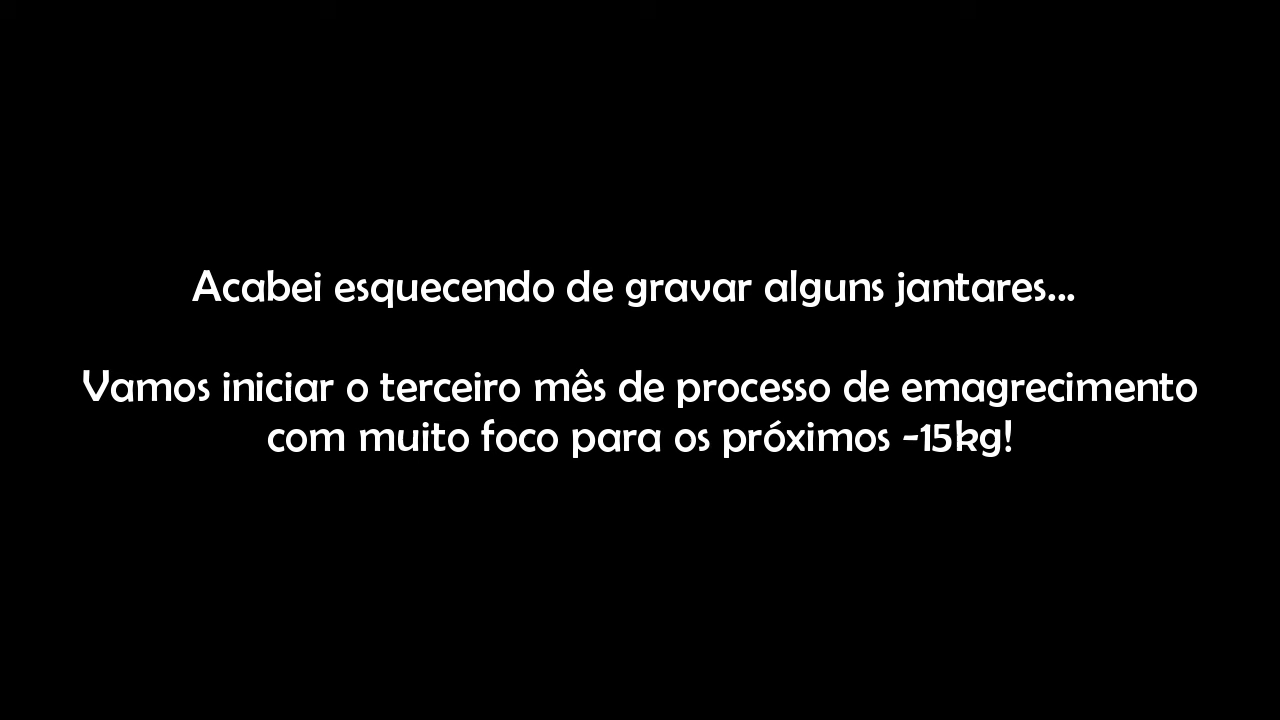 Acabei esquecendo de gravar alguns jantares...
Vamos iniciar o terceiro mês de processo de emagrecimento
com muito foco para os próximos -15kg!